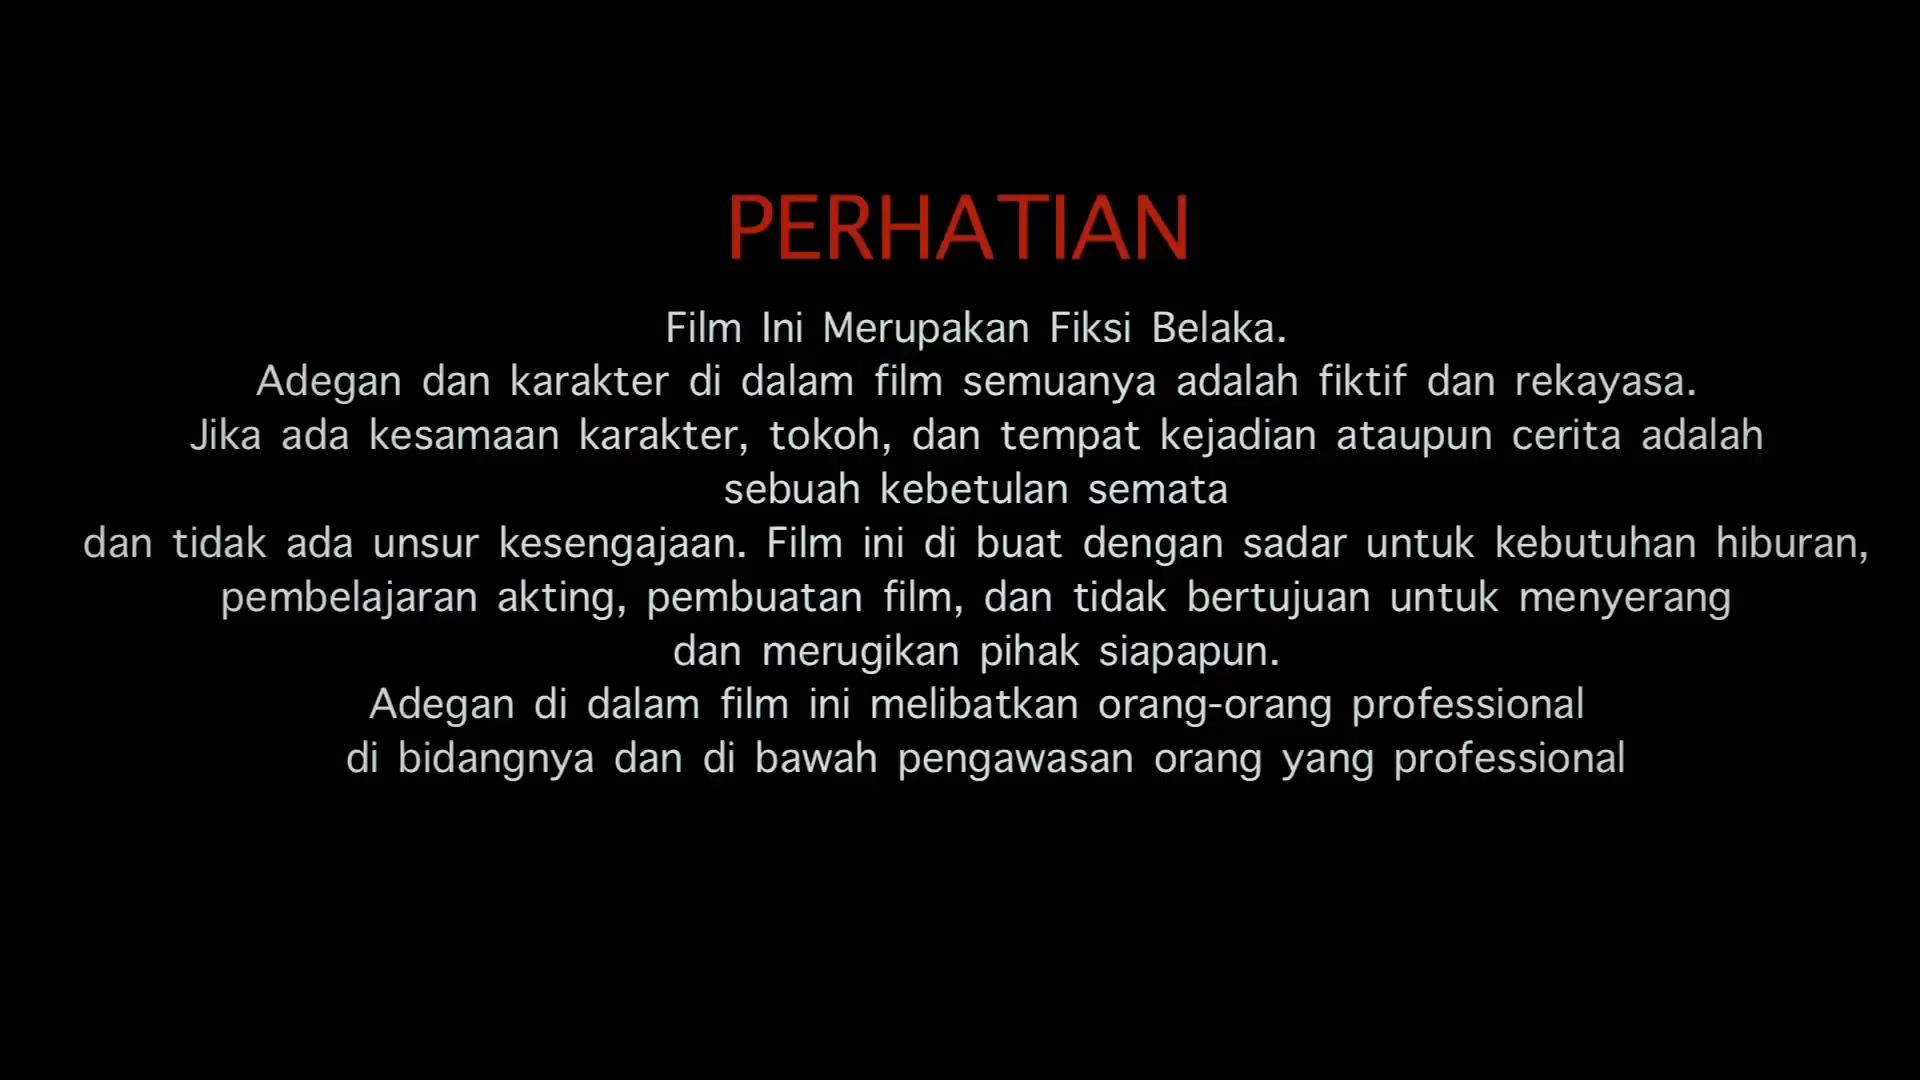 PERHATIAN
Film Ini Merupakan Fiksi Belaka.
Adegan dan karakter di dalam film semuanya adalah fiktif dan rekayasa.
Jika ada kesamaan karakter, tokoh, dan tempat kejadian ataupun cerita adalah
sebuah kebetulan semata
dan tidak ada unsur kesengajaan. Film ini di buat dengan sadar untuk kebutuhan hiburan,
pembelajaran akting, pembuatan film, dan tidak bertujuan untuk menyerang
dan merugikan pihak siapapun.
Adegan di dalam film ini melibatkan orang-orang professional
di bidangnya dan di bawah pengawasan orang yang professional